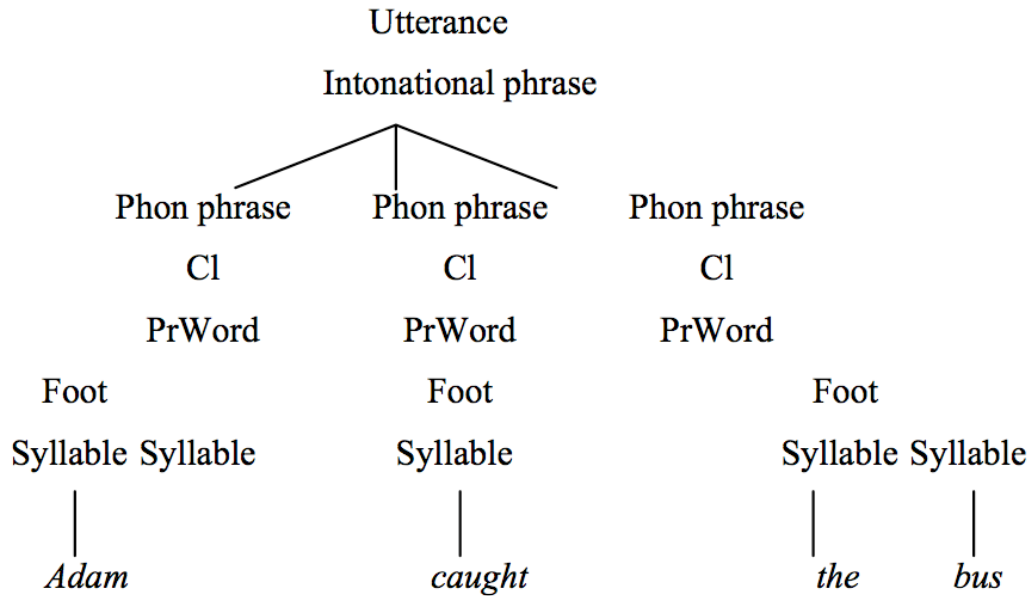 Utterance
Intonational phrase
Phon phrase Phon phrase Phon phrase
Cl Cl Cl
PrWord PrWord PrWord
Foot Foot Foot
Syllable Syllable Syllable Syllable Syllable
Adam caught the bus